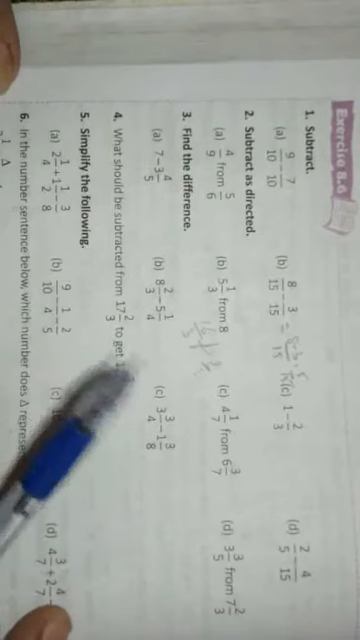 Exercise 8.6
1. Subtract.
(a) 9/10 - 7/10 (b) 8/15 - 3/15 (c) 1 - 2/3 (d) 2/5 - 4/15
2. Subtract as directed.
(a) 4/9 from 5/6 (b) 5 1/3 from 8 (c) 4 1/7 from 6 3/7 (d) 3 3/5 from 7 2/3
3. Find the difference.
(a) 7 - 3 4/5 (b) 8 2/3 - 5 1/4 (c) 3 3/4 - 1 3/8
4. What should be subtracted from 17 2/3 to get
5. Simplify the following.
(a) 2 1/4 + 1 1/2 - 3/8 (b) 9/10 - 1/4 - 2/5 (c) (d) 4 3/7 + 2 4/7 -
6. In the number sentence below, which number does Δ
Δ